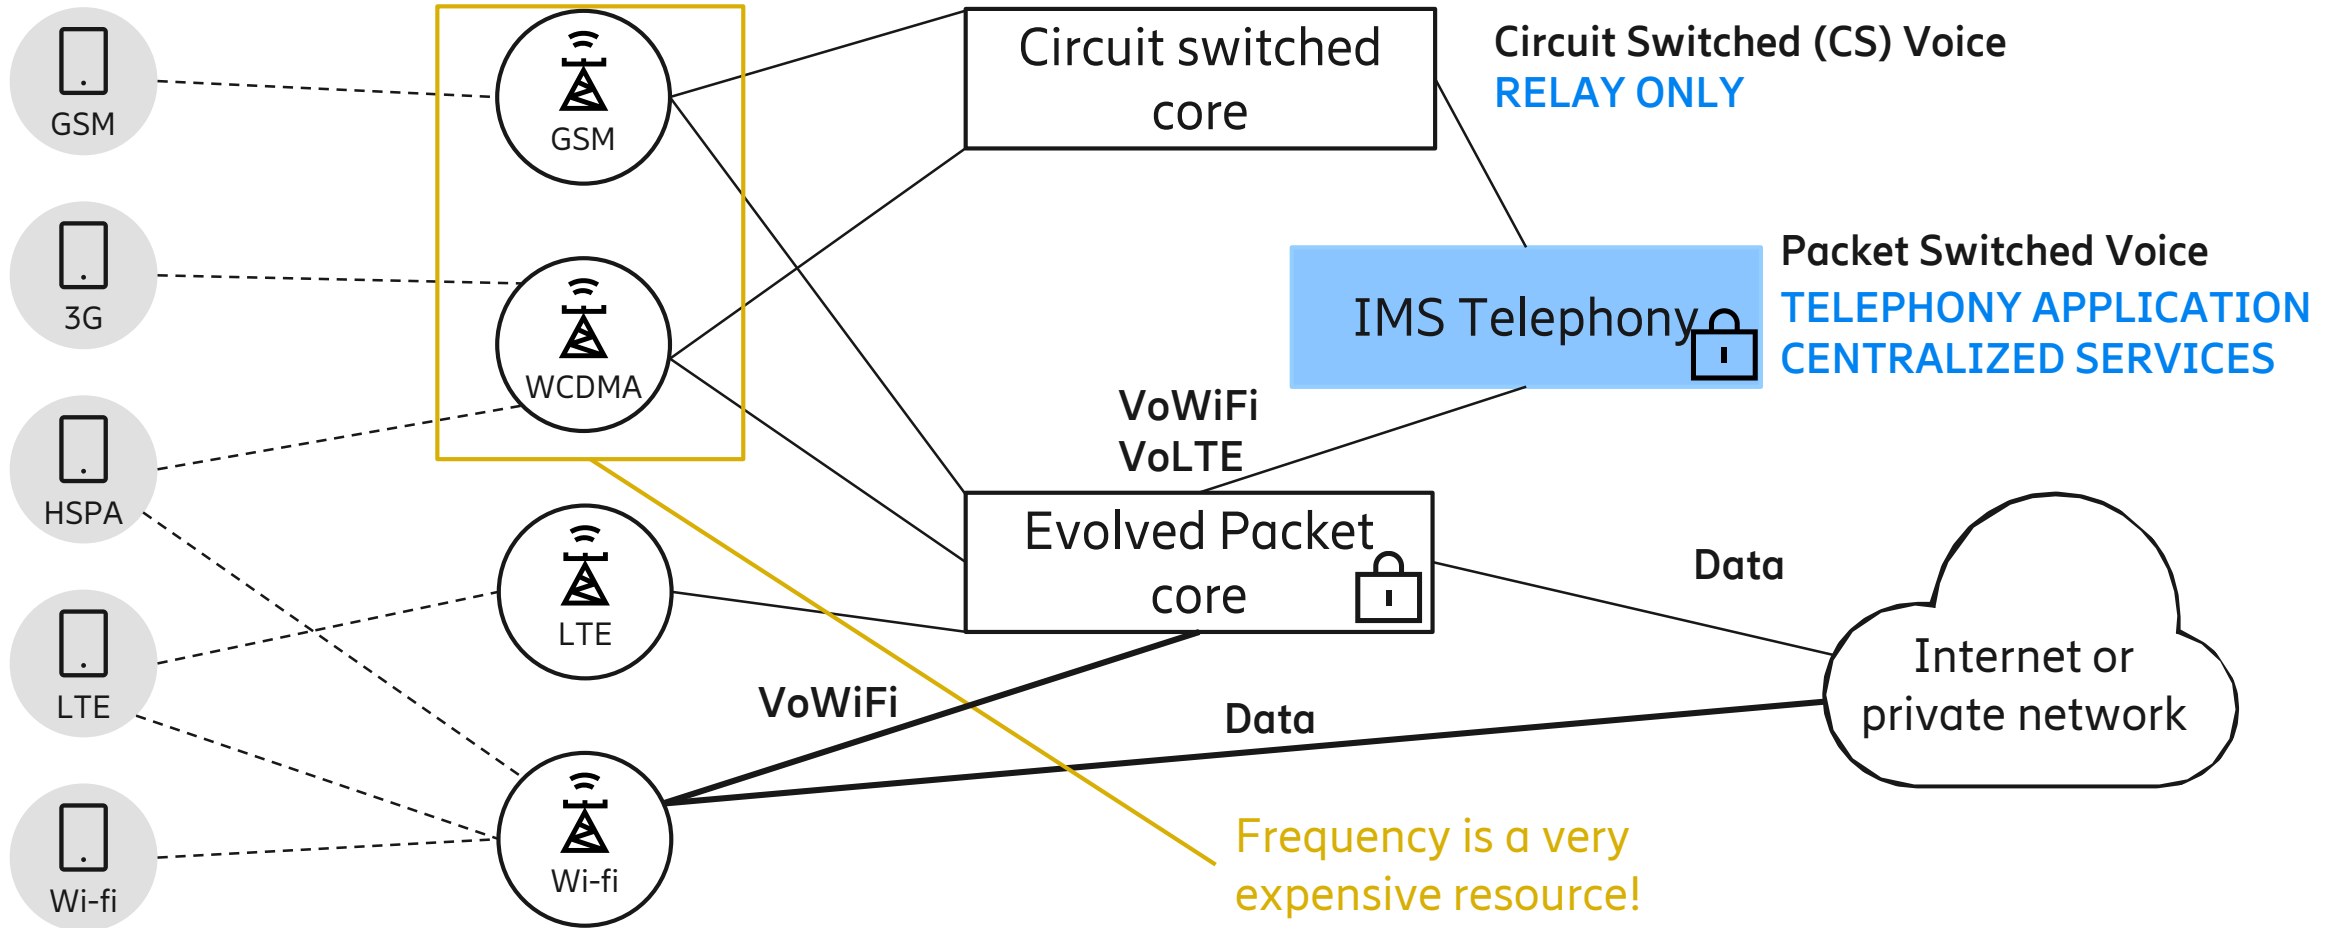 GSM
3G
HSPA
LTE
Wi-fi
GSM
WCDMA
LTE
Wi-fi
Circuit switched
core
Circuit Switched (CS) Voice
RELAY ONLY
IMS Telephony
Packet Switched Voice
TELEPHONY APPLICATION
CENTRALIZED SERVICES
VoWiFi
VoLTE
Evolved Packet
core
Data
VoWiFi
Data
Internet or
private network
Frequency is a very
expensive resource!